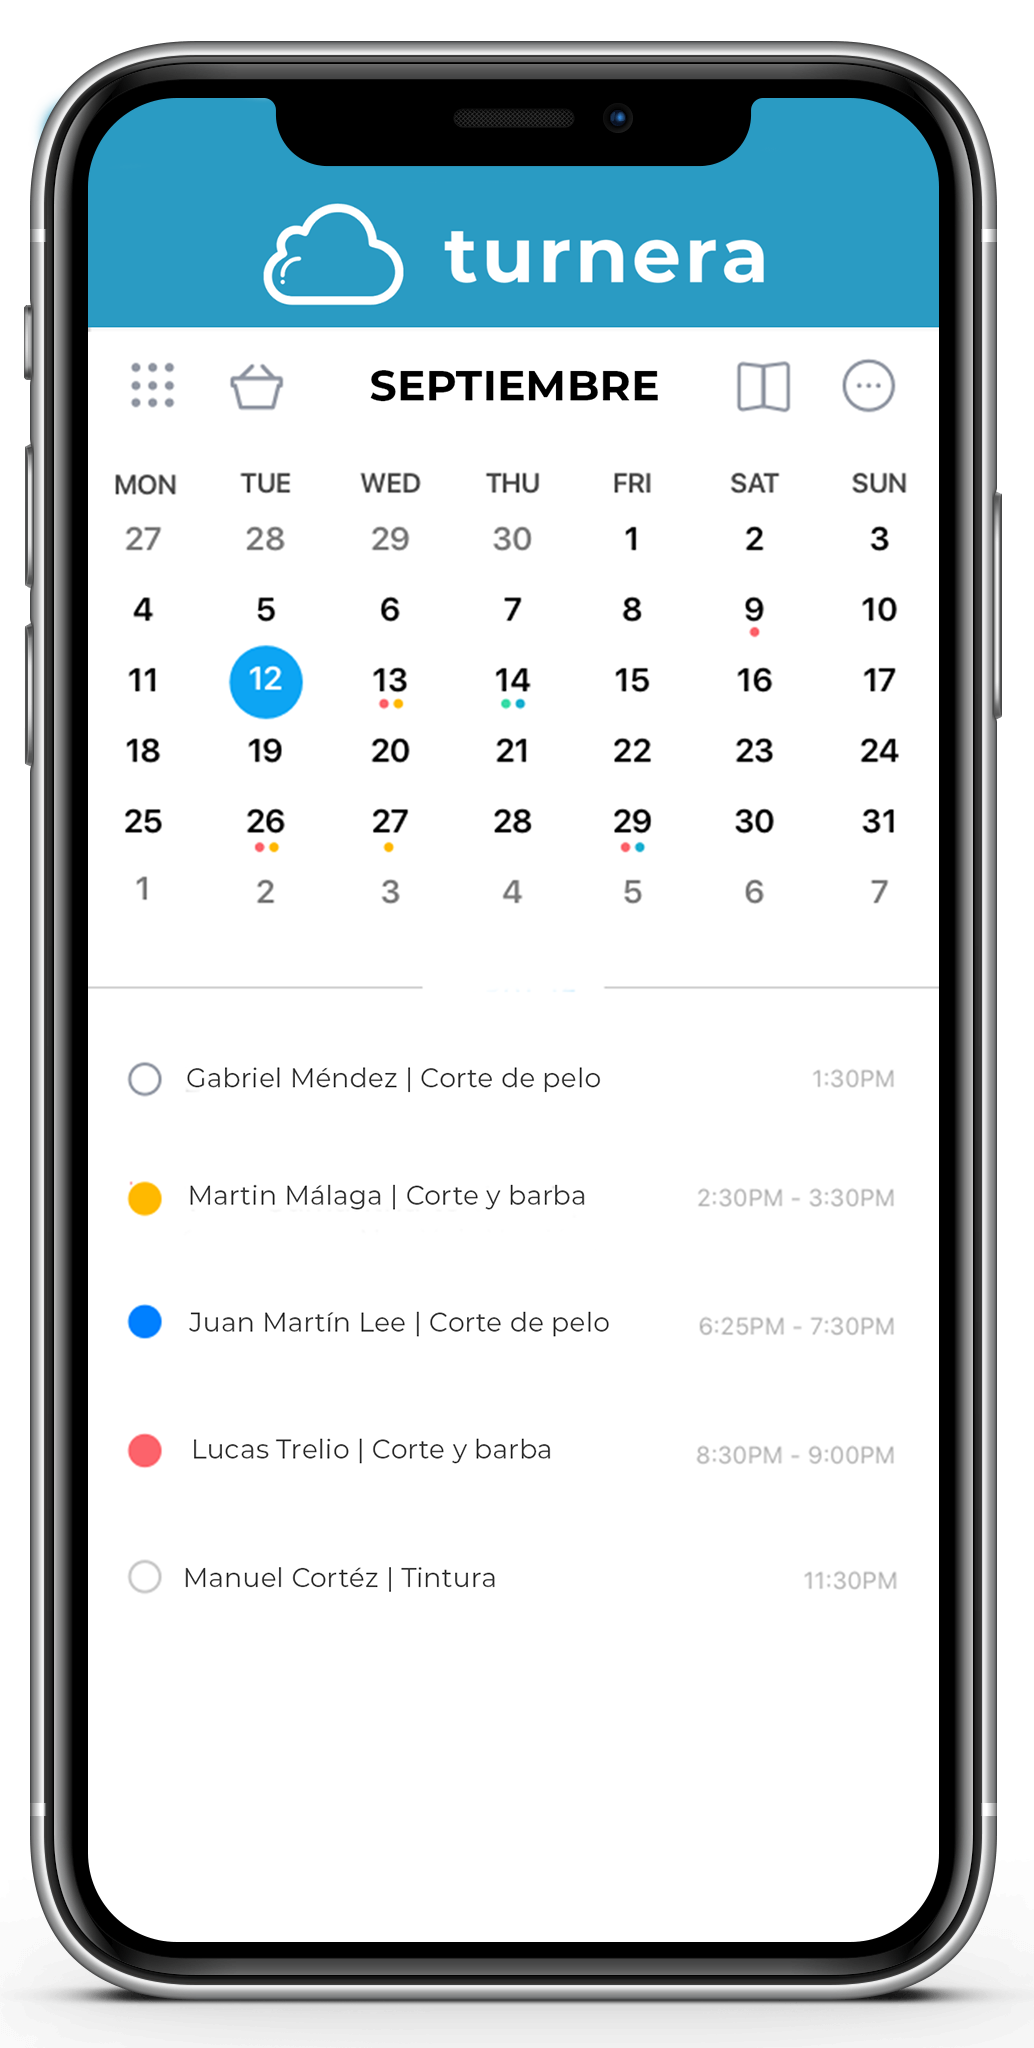 turnera
SEPTIEMBRE
MON TUE WED THU FRI SAT SUN
27 28 29 30 1 2 3
4 5 6 7 8 9 10
11 12 13 14 15 16 17
18 19 20 21 22 23 24
25 26 27 28 29 30 31
1 2 3 4 5 6 7
Gabriel Méndez | Corte de pelo 1:30PM
Martin Málaga | Corte y barba 2:30PM - 3:30PM
Juan Martín Lee | Corte de pelo 6:25PM - 7:30PM
Lucas Trelio | Corte y barba 8:30PM - 9:00PM
Manuel Cortéz | Tintura 11:30PM